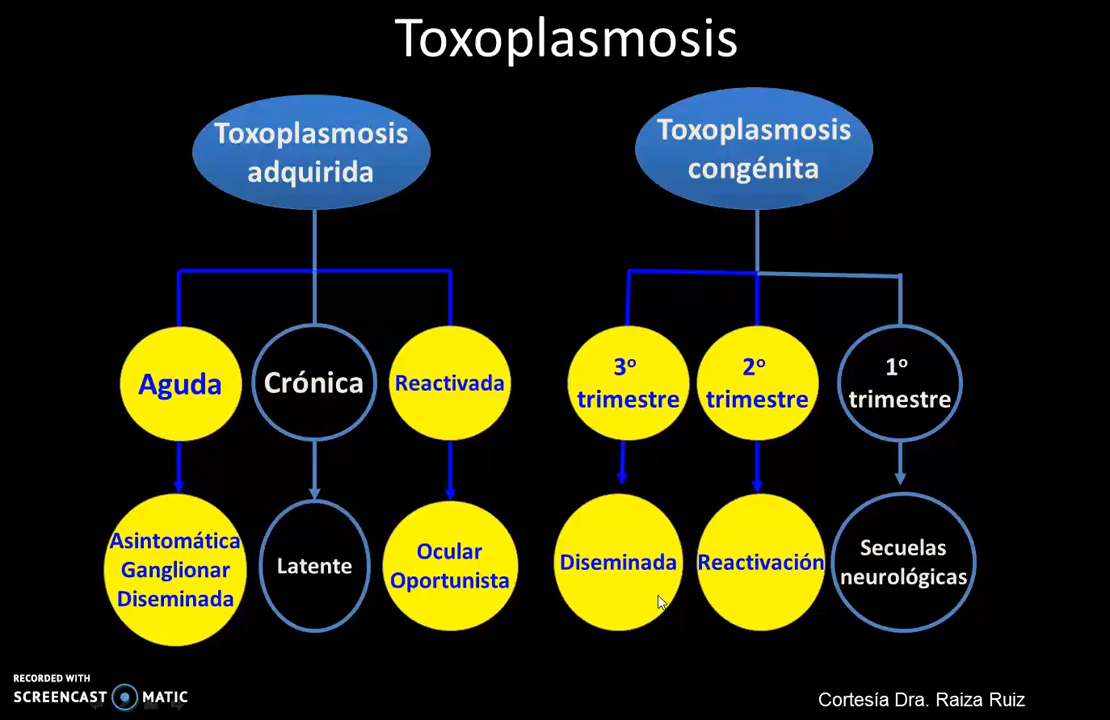 Toxoplasmosis
Toxoplasmosis
adquirida
Toxoplasmosis
congénita
Aguda
Crónica
Reactivada
3º
trimestre
2º
trimestre
1º
trimestre
Asintomática
Ganglionar
Diseminada
Latente
Ocular
Oportunista
Diseminada
Reactivación
Secuelas
neurológicas
RECORDED WITH
SCREENCAST MATIC
Cortesía Dra. Raiza Ruiz